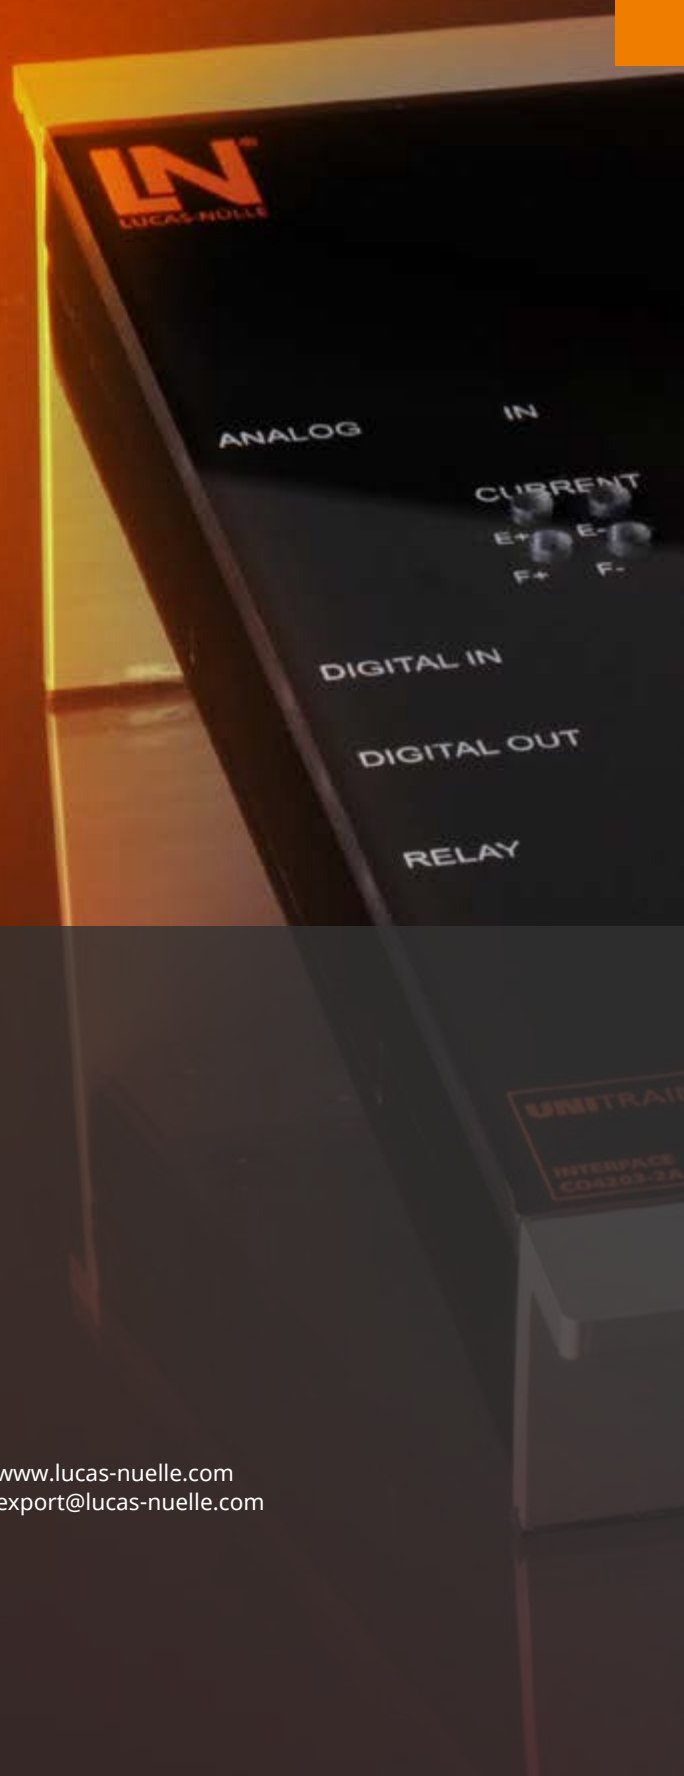 LN®
LUCAS-NÜLLE
ANALOG IN
CURRENT
E+ E-
F+ F-
DIGITAL IN
DIGITAL OUT
RELAY
INTERFACE
www.lucas-nuelle.com
export@lucas-nuelle.com